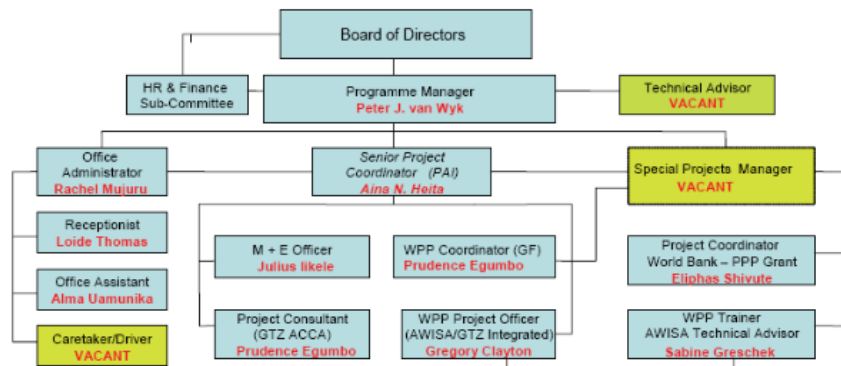 Board of Directors
HR & Finance
Sub-Committee
Programme Manager
Peter J. van Wyk
Technical Advisor
VACANT
Office
Administrator
Rachel Mujuru
Senior Project
Coordinator (PAI)
Aina N. Heita
Special Projects Manager
VACANT
Receptionist
Loide Thomas
M + E Officer
Julius Iikele
WPP Coordinator (GF)
Prudence Egumbo
Project Coordinator
World Bank – PPP Grant
Eliphas Shivute
Office Assistant
Alma Uamunika
Project Consultant
(GTZ ACCA)
Prudence Egumbo
WPP Project Officer
(AWISA/GTZ Integrated)
Gregory Clayton
WPP Trainer
AWISA Technical Advisor
Sabine Greschek
Caretaker/Driver
VACANT